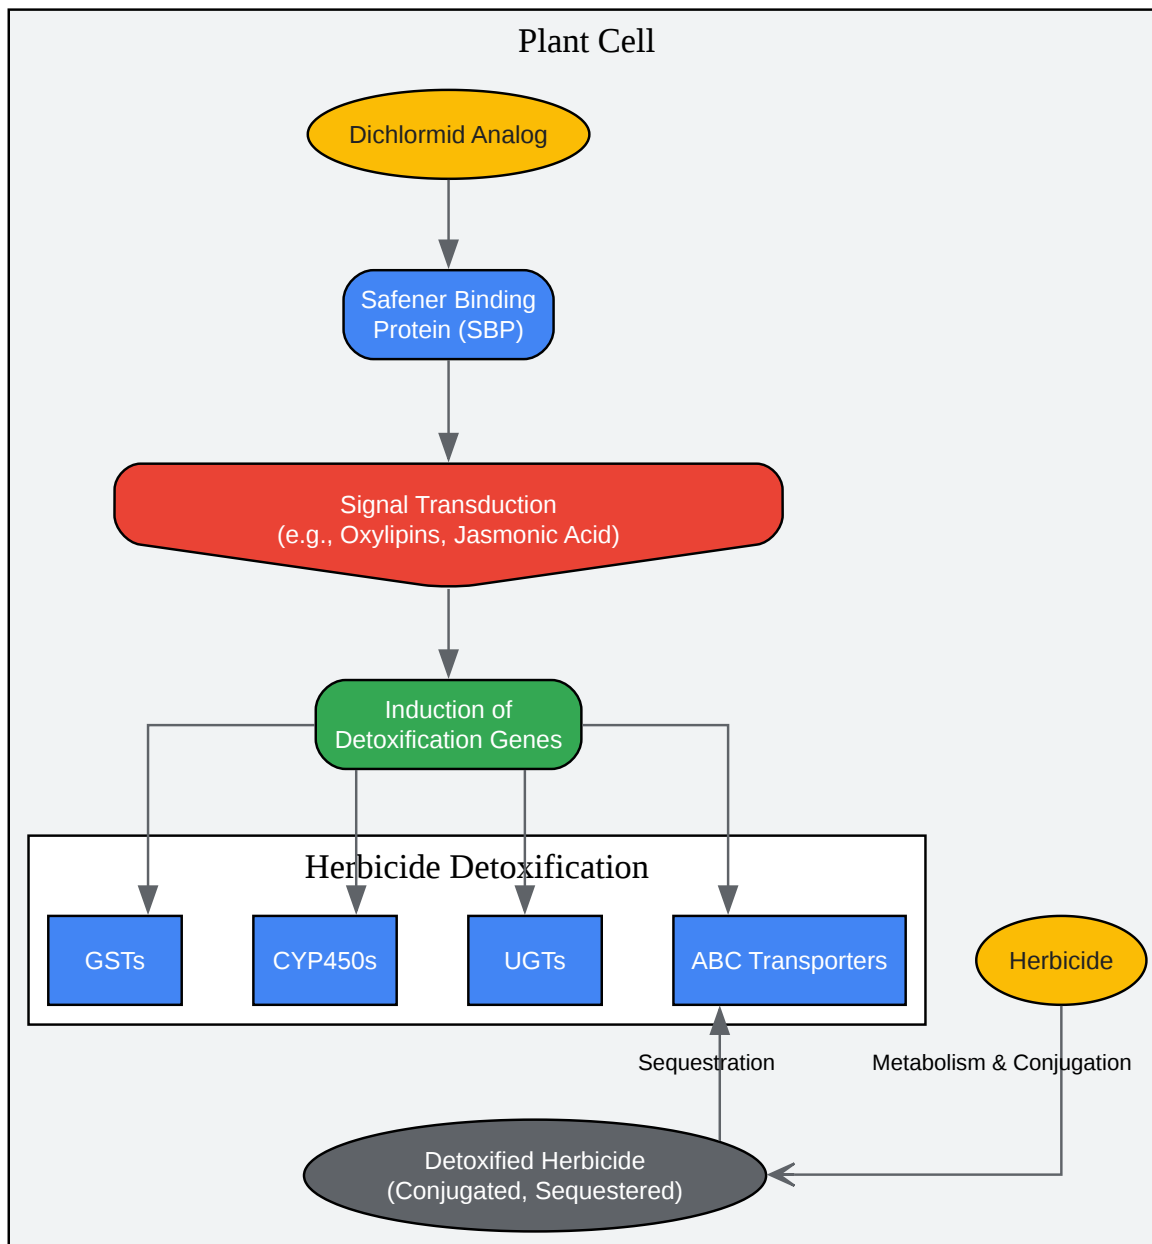 Plant Cell
Dichlormid Analog
Safener Binding
Protein (SBP)
Signal Transduction
(e.g., Oxylipins, Jasmonic Acid)
Induction of
Detoxification Genes
Herbicide Detoxification
GSTs
CYP450s
UGTs
ABC Transporters
Herbicide
Sequestration
Metabolism & Conjugation
Detoxified Herbicide
(Conjugated, Sequestered)